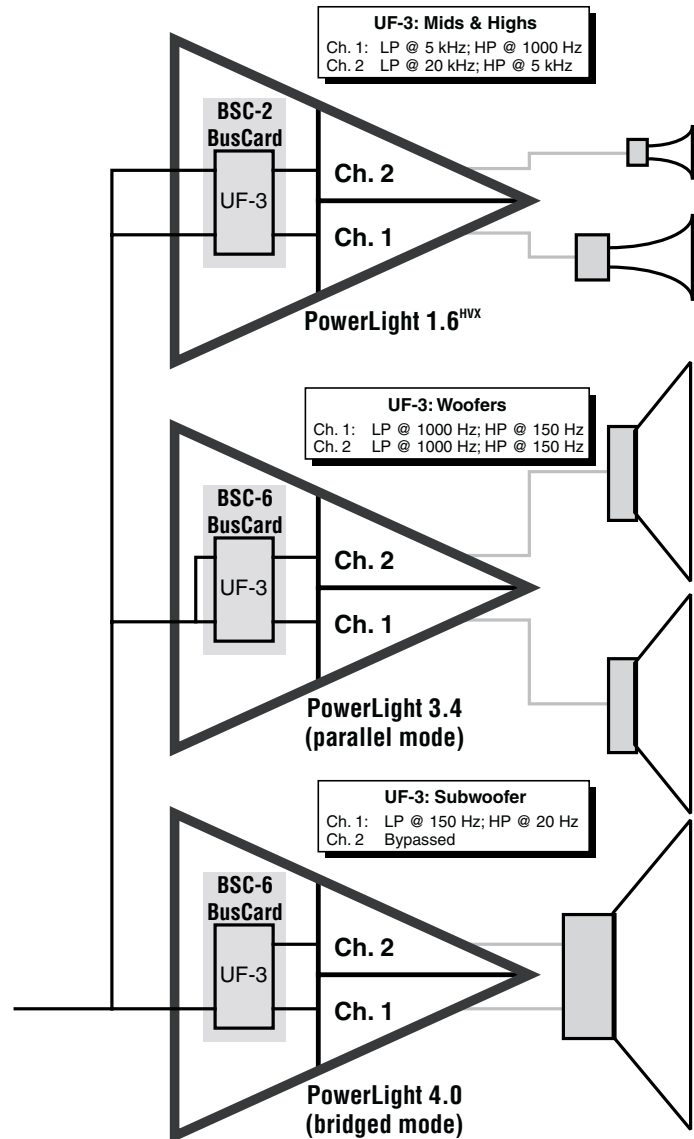 UF-3: Mids & Highs
Ch. 1: LP @ 5 kHz; HP @ 1000 Hz
Ch. 2 LP @ 20 kHz; HP @ 5 kHz
BSC-2
BusCard
UF-3
Ch. 2
Ch. 1
PowerLight 1.6HVX
UF-3: Woofers
Ch. 1: LP @ 1000 Hz; HP @ 150 Hz
Ch. 2 LP @ 1000 Hz; HP @ 150 Hz
BSC-6
BusCard
UF-3
Ch. 2
Ch. 1
PowerLight 3.4
(parallel mode)
UF-3: Subwoofer
Ch. 1: LP @ 150 Hz; HP @ 20 Hz
Ch. 2 Bypassed
BSC-6
BusCard
UF-3
Ch. 2
Ch. 1
PowerLight 4.0
(bridged mode)